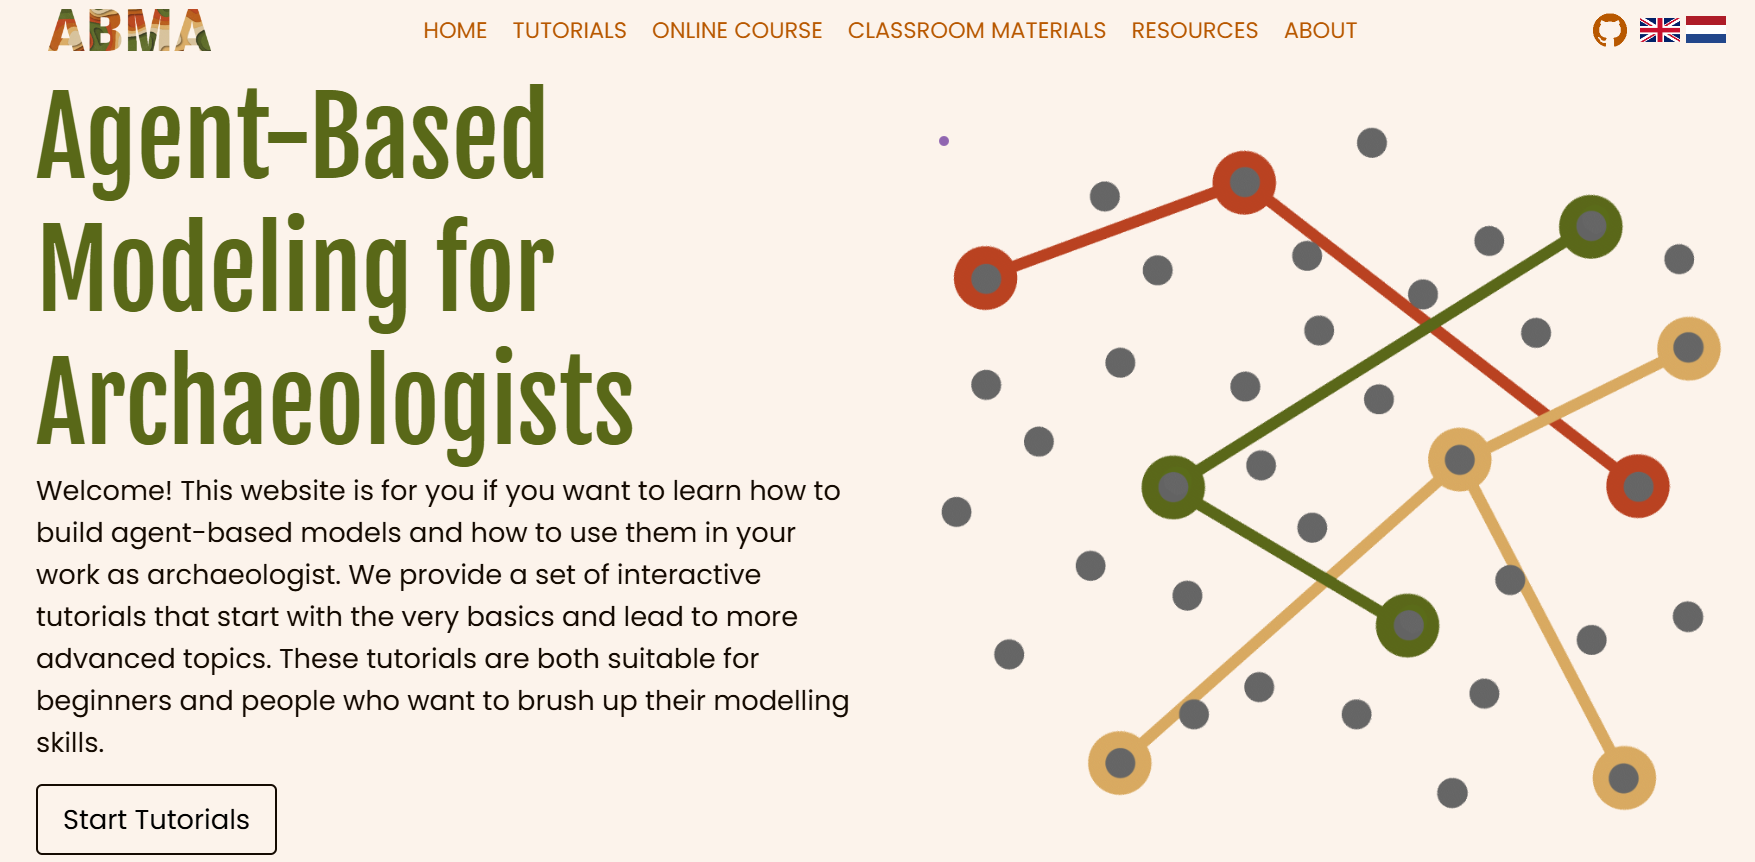 ABMA
HOME TUTORIALS ONLINE COURSE CLASSROOM MATERIALS RESOURCES ABOUT
Agent-Based
Modeling for
Archaeologists
Welcome! This website is for you if you want to learn how to
build agent-based models and how to use them in your
work as archaeologist. We provide a set of interactive
tutorials that start with the very basics and lead to more
advanced topics. These tutorials are both suitable for
beginners and people who want to brush up their modelling
skills.
Start Tutorials